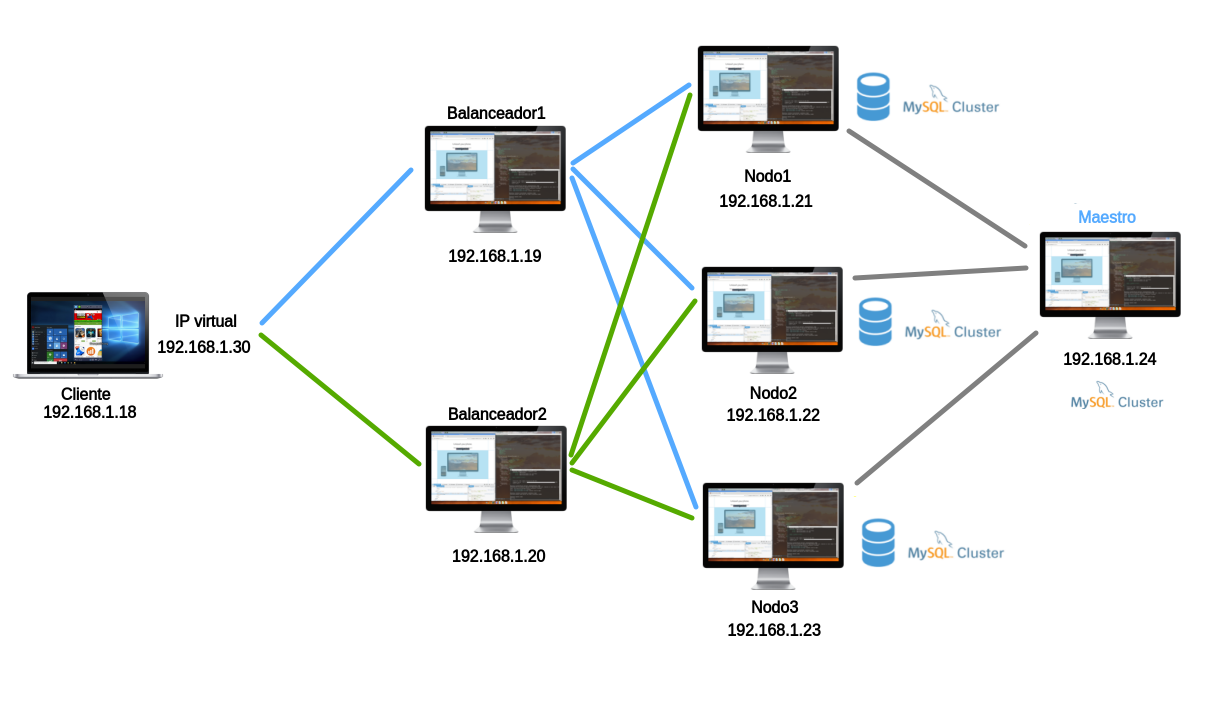 Balanceador1
192.168.1.19
IP virtual
192.168.1.30
Cliente
192.168.1.18
Balanceador2
192.168.1.20
MySQL Cluster
Nodo1
192.168.1.21
MySQL Cluster
Nodo2
192.168.1.22
MySQL Cluster
Nodo3
192.168.1.23
Maestro
192.168.1.24
MySQL Cluster